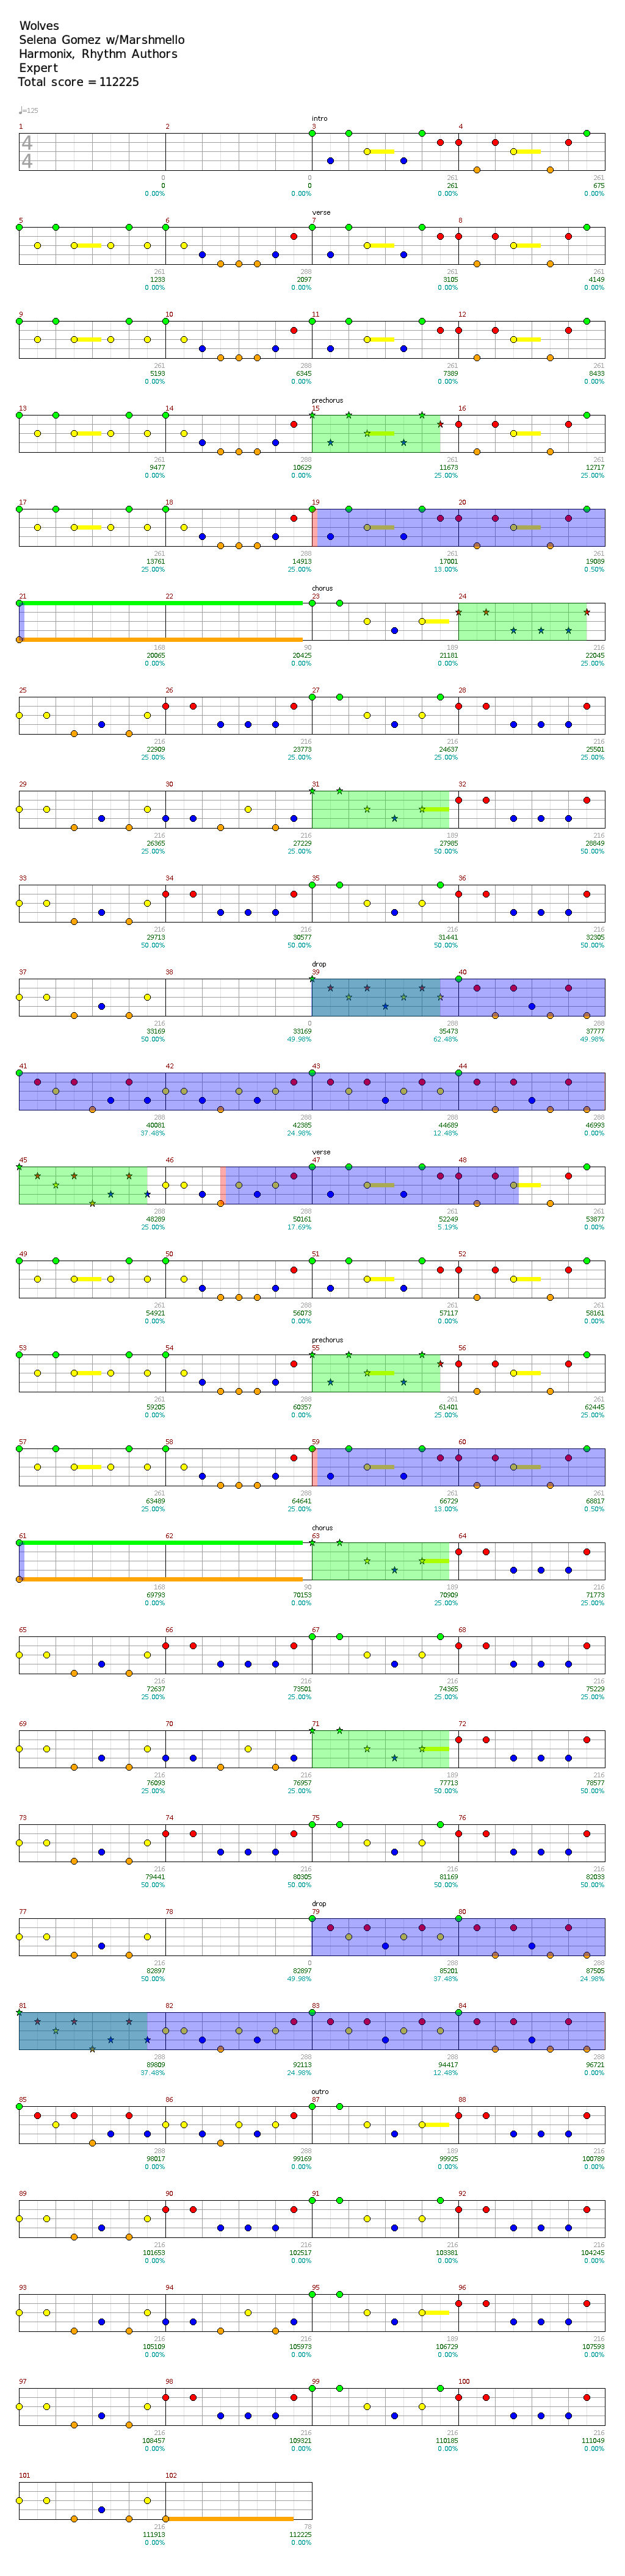 Wolves
Selena Gomez w/Marshmello
Harmonix, Rhythm Authors
Expert
Total score = 112225
♩=125
intro
1 2 3 4
4
4
0 0 261 261
0 0 261 675
0.00% 0.00% 0.00% 0.00%
verse
5 6 7 8
261 288 261 261
1233 2097 3105 4149
0.00% 0.00% 0.00% 0.00%
9 10 11 12
261 288 261 261
5193 6345 7389 8433
0.00% 0.00% 0.00% 0.00%
prechorus
13 14 15 16
261 288 261 261
9477 10629 11673 12717
0.00% 0.00% 25.00% 25.00%
17 18 19 20
261 288 261 261
13761 14913 17001 19089
25.00% 25.00% 13.00% 0.50%
chorus
21 22 23 24
168 90 189 216
20065 20425 21181 22045
0.00% 0.00% 0.00% 25.00%
25 26 27 28
216 216 216 216
22909 23773 24637 25501
25.00% 25.00% 25.00% 25.00%
29 30 31 32
216 216 189 216
26365 27229 27985 28849
25.00% 25.00% 50.00% 50.00%
33 34 35 36
216 216 216 216
29713 30577 31441 32305
50.00% 50.00% 50.00% 50.00%
drop
37 38 39 40
216 0 288 288
33169 33169 35473 37777
50.00% 49.98% 62.48% 49.98%
41 42 43 44
288 288 288 288
40081 42385 44689 46993
37.48% 24.98% 12.48% 0.00%
verse
45 46 47 48
288 288 261 261
48289 50161 52249 53877
25.00% 17.69% 5.19% 0.00%
49 50 51 52
261 288 261 261
54921 56073 57117 58161
0.00% 0.00% 0.00% 0.00%
prechorus
53 54 55 56
261 288 261 261
59205 60357 61401 62445
0.00% 0.00% 25.00% 25.00%
57 58 59 60
261 288 261 261
63489 64641 66729 68817
25.00% 25.00% 13.00% 0.50%
chorus
61 62 63 64
168 90 189 216
69793 70153 70909 71773
0.00% 0.00% 25.00% 25.00%
65 66 67 68
216 216 216 216
72637 73501 74365 75229
25.00% 25.00% 25.00% 25.00%
69 70 71 72
216 216 189 216
76093 76957 77713 78577
25.00% 25.00% 50.00% 50.00%
73 74 75 76
216 216 216 216
79441 80305 81169 82033
50.00% 50.00% 50.00% 50.00%
drop
77 78 79 80
216 0 288 288
82897 82897 85201 87505
50.00% 49.98% 37.48% 24.98%
81 82 83 84
288 288 288 288
89809 92113 94417 96721
37.48% 24.98% 12.48% 0.00%
outro
85 86 87 88
288 288 189 216
98017 99169 99925 100789
0.00% 0.00% 0.00% 0.00%
89 90 91 92
216 216 216 216
101653 102517 103381 104245
0.00% 0.00% 0.00% 0.00%
93 94 95 96
216 216 189 216
105109 105973 106729 107593
0.00% 0.00% 0.00% 0.00%
97 98 99 100
216 216 216 216
108457 109321 110185 111049
0.00% 0.00% 0.00% 0.00%
101 102
216 78
111913 112225
0.00% 0.00%